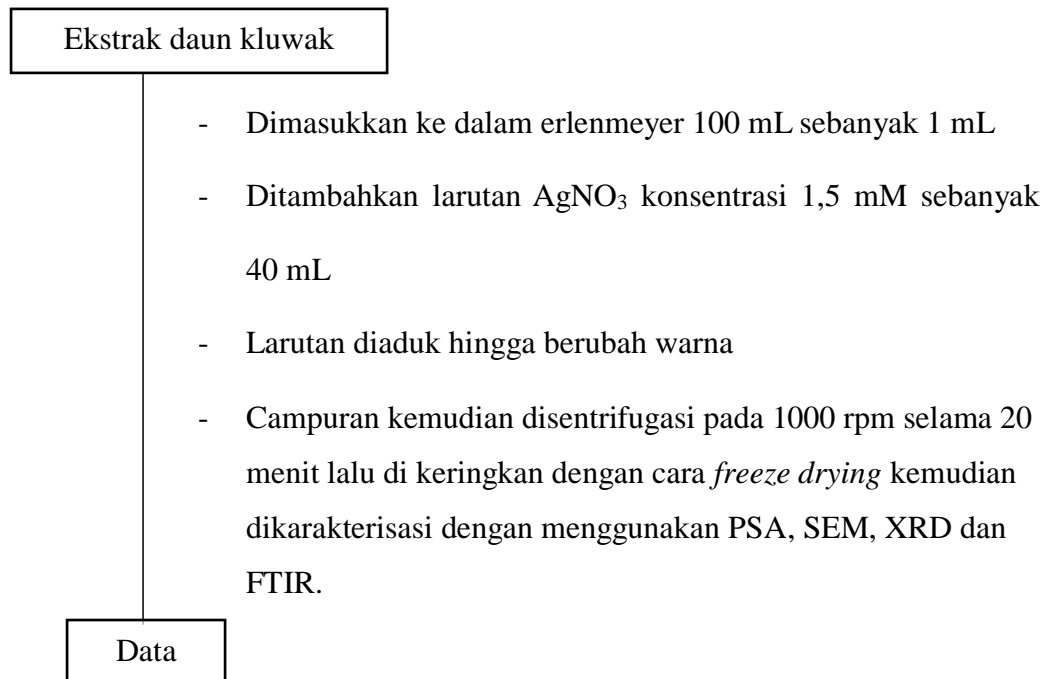 Ekstrak daun kluwak
- Dimasukkan ke dalam erlenmeyer 100 mL sebanyak 1 mL
- Ditambahkan larutan AgNO₃ konsentrasi 1,5 mM sebanyak
40 mL
- Larutan diaduk hingga berubah warna
- Campuran kemudian disentrifugasi pada 1000 rpm selama 20
menit lalu di keringkan dengan cara freeze drying kemudian
dikarakterisasi dengan menggunakan PSA, SEM, XRD dan
FTIR.
Data